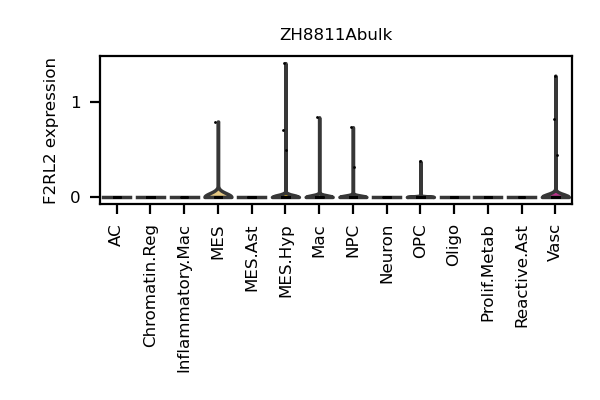 ZH8811Abulk
F2RL2 expression
1
0
AC
Chromatin.Reg
Inflammatory.Mac
MES
MES.Ast
MES.Hyp
Mac
NPC
Neuron
OPC
Oligo
Prolif.Metab
Reactive.Ast
Vasc